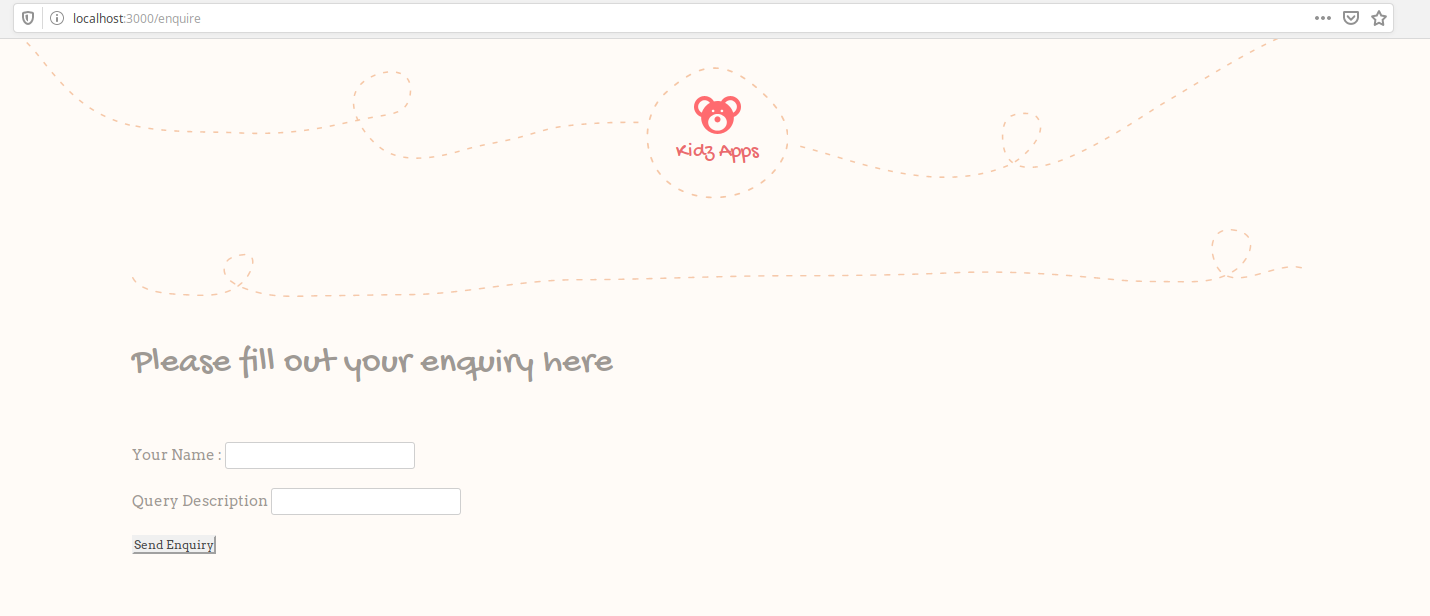 localhost:3000/enquire
Kidz Apps
Please fill out your enquiry here
Your Name :
Query Description
Send Enquiry